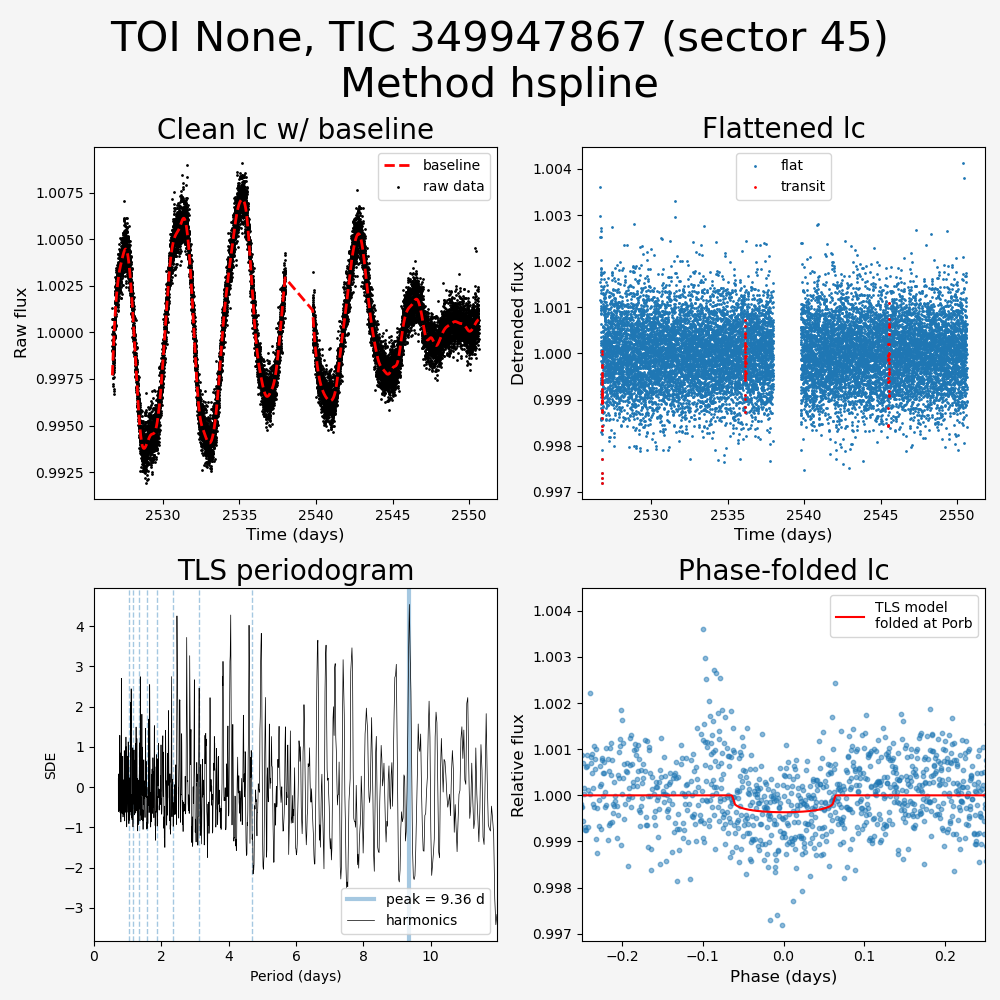 TOI None, TIC 349947867 (sector 45)
Method hspline
Clean lc w/ baseline
baseline
raw data
1.0075
1.0050
1.0025
1.0000
0.9975
0.9950
0.9925
Raw flux
2530
2535
2540
2545
2550
Time (days)
Flattened lc
flat
transit
1.004
1.003
1.002
1.001
1.000
0.999
0.998
0.997
Detrended flux
2530
2535
2540
2545
2550
Time (days)
TLS periodogram
4
3
2
1
0
−1
−2
−3
SDE
peak = 9.36 d
harmonics
0
2
4
6
8
10
Period (days)
Phase-folded lc
TLS model
folded at Porb
1.004
1.003
1.002
1.001
1.000
0.999
0.998
0.997
Relative flux
−0.2
−0.1
0.0
0.1
0.2
Phase (days)